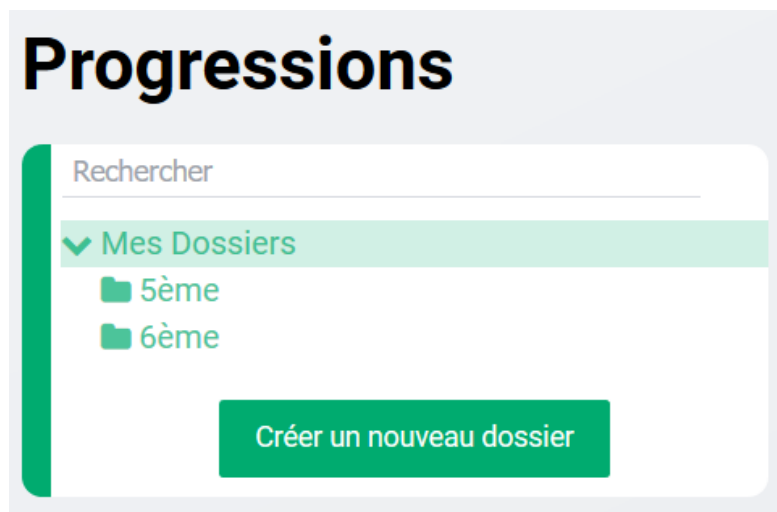 Progressions
Rechercher
Mes Dossiers
5ème
6ème
Créer un nouveau dossier